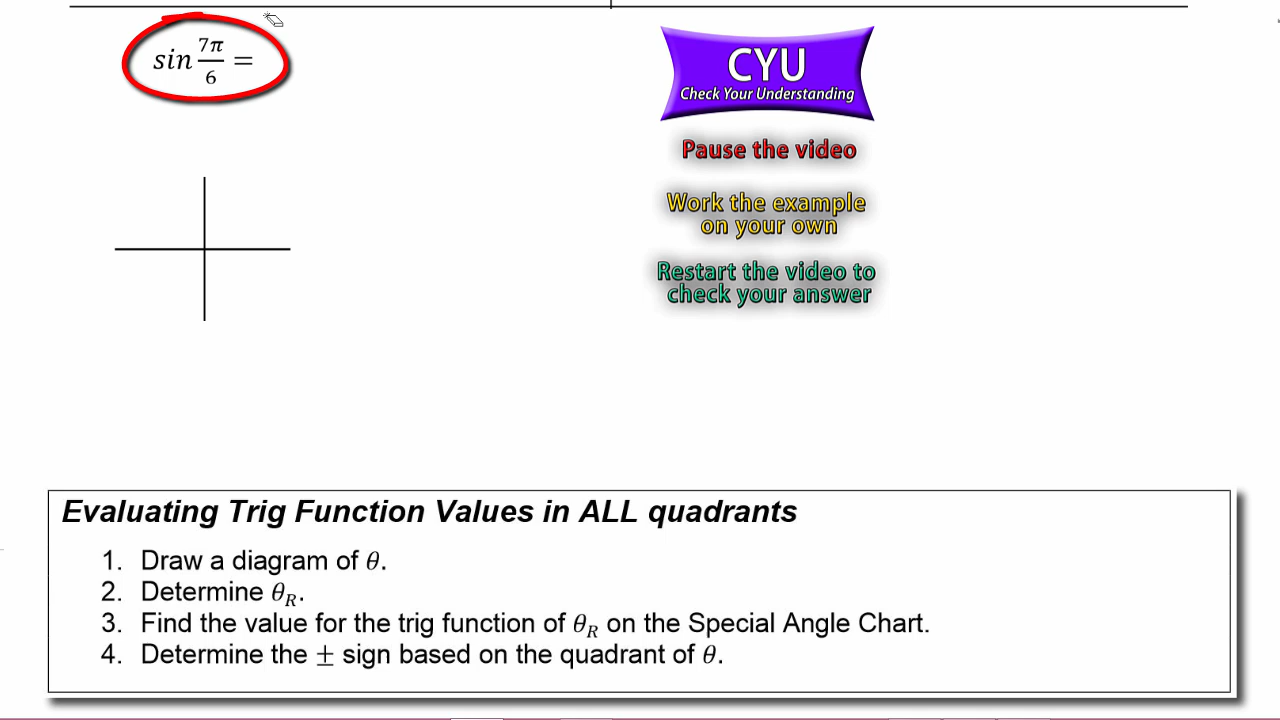 sin 7π/6 =
CYU
Check Your Understanding
Pause the video
Work the example
on your own
Restart the video to
check your answer
Evaluating Trig Function Values in ALL quadrants
1. Draw a diagram of θ.
2. Determine θ_R.
3. Find the value for the trig function of θ_R on the Special Angle Chart.
4. Determine the ± sign based on the quadrant of θ.